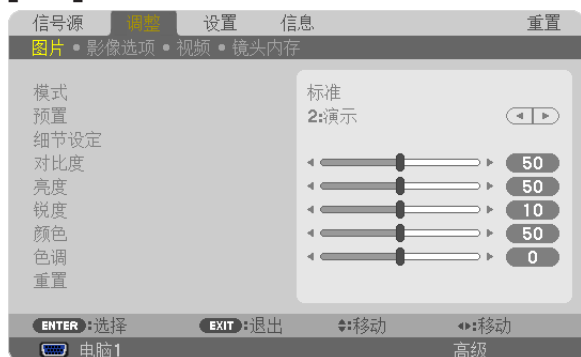 信号源 调整 设置 信息 重置
图片 • 影像选项 • 视频 • 镜头内存
模式 标准
预置 2:演示
细节设定
对比度 50
亮度 50
锐度 10
颜色 50
色调 0
重置
ENTER:选择 EXIT:退出 :移动 :移动
电脑1 高级